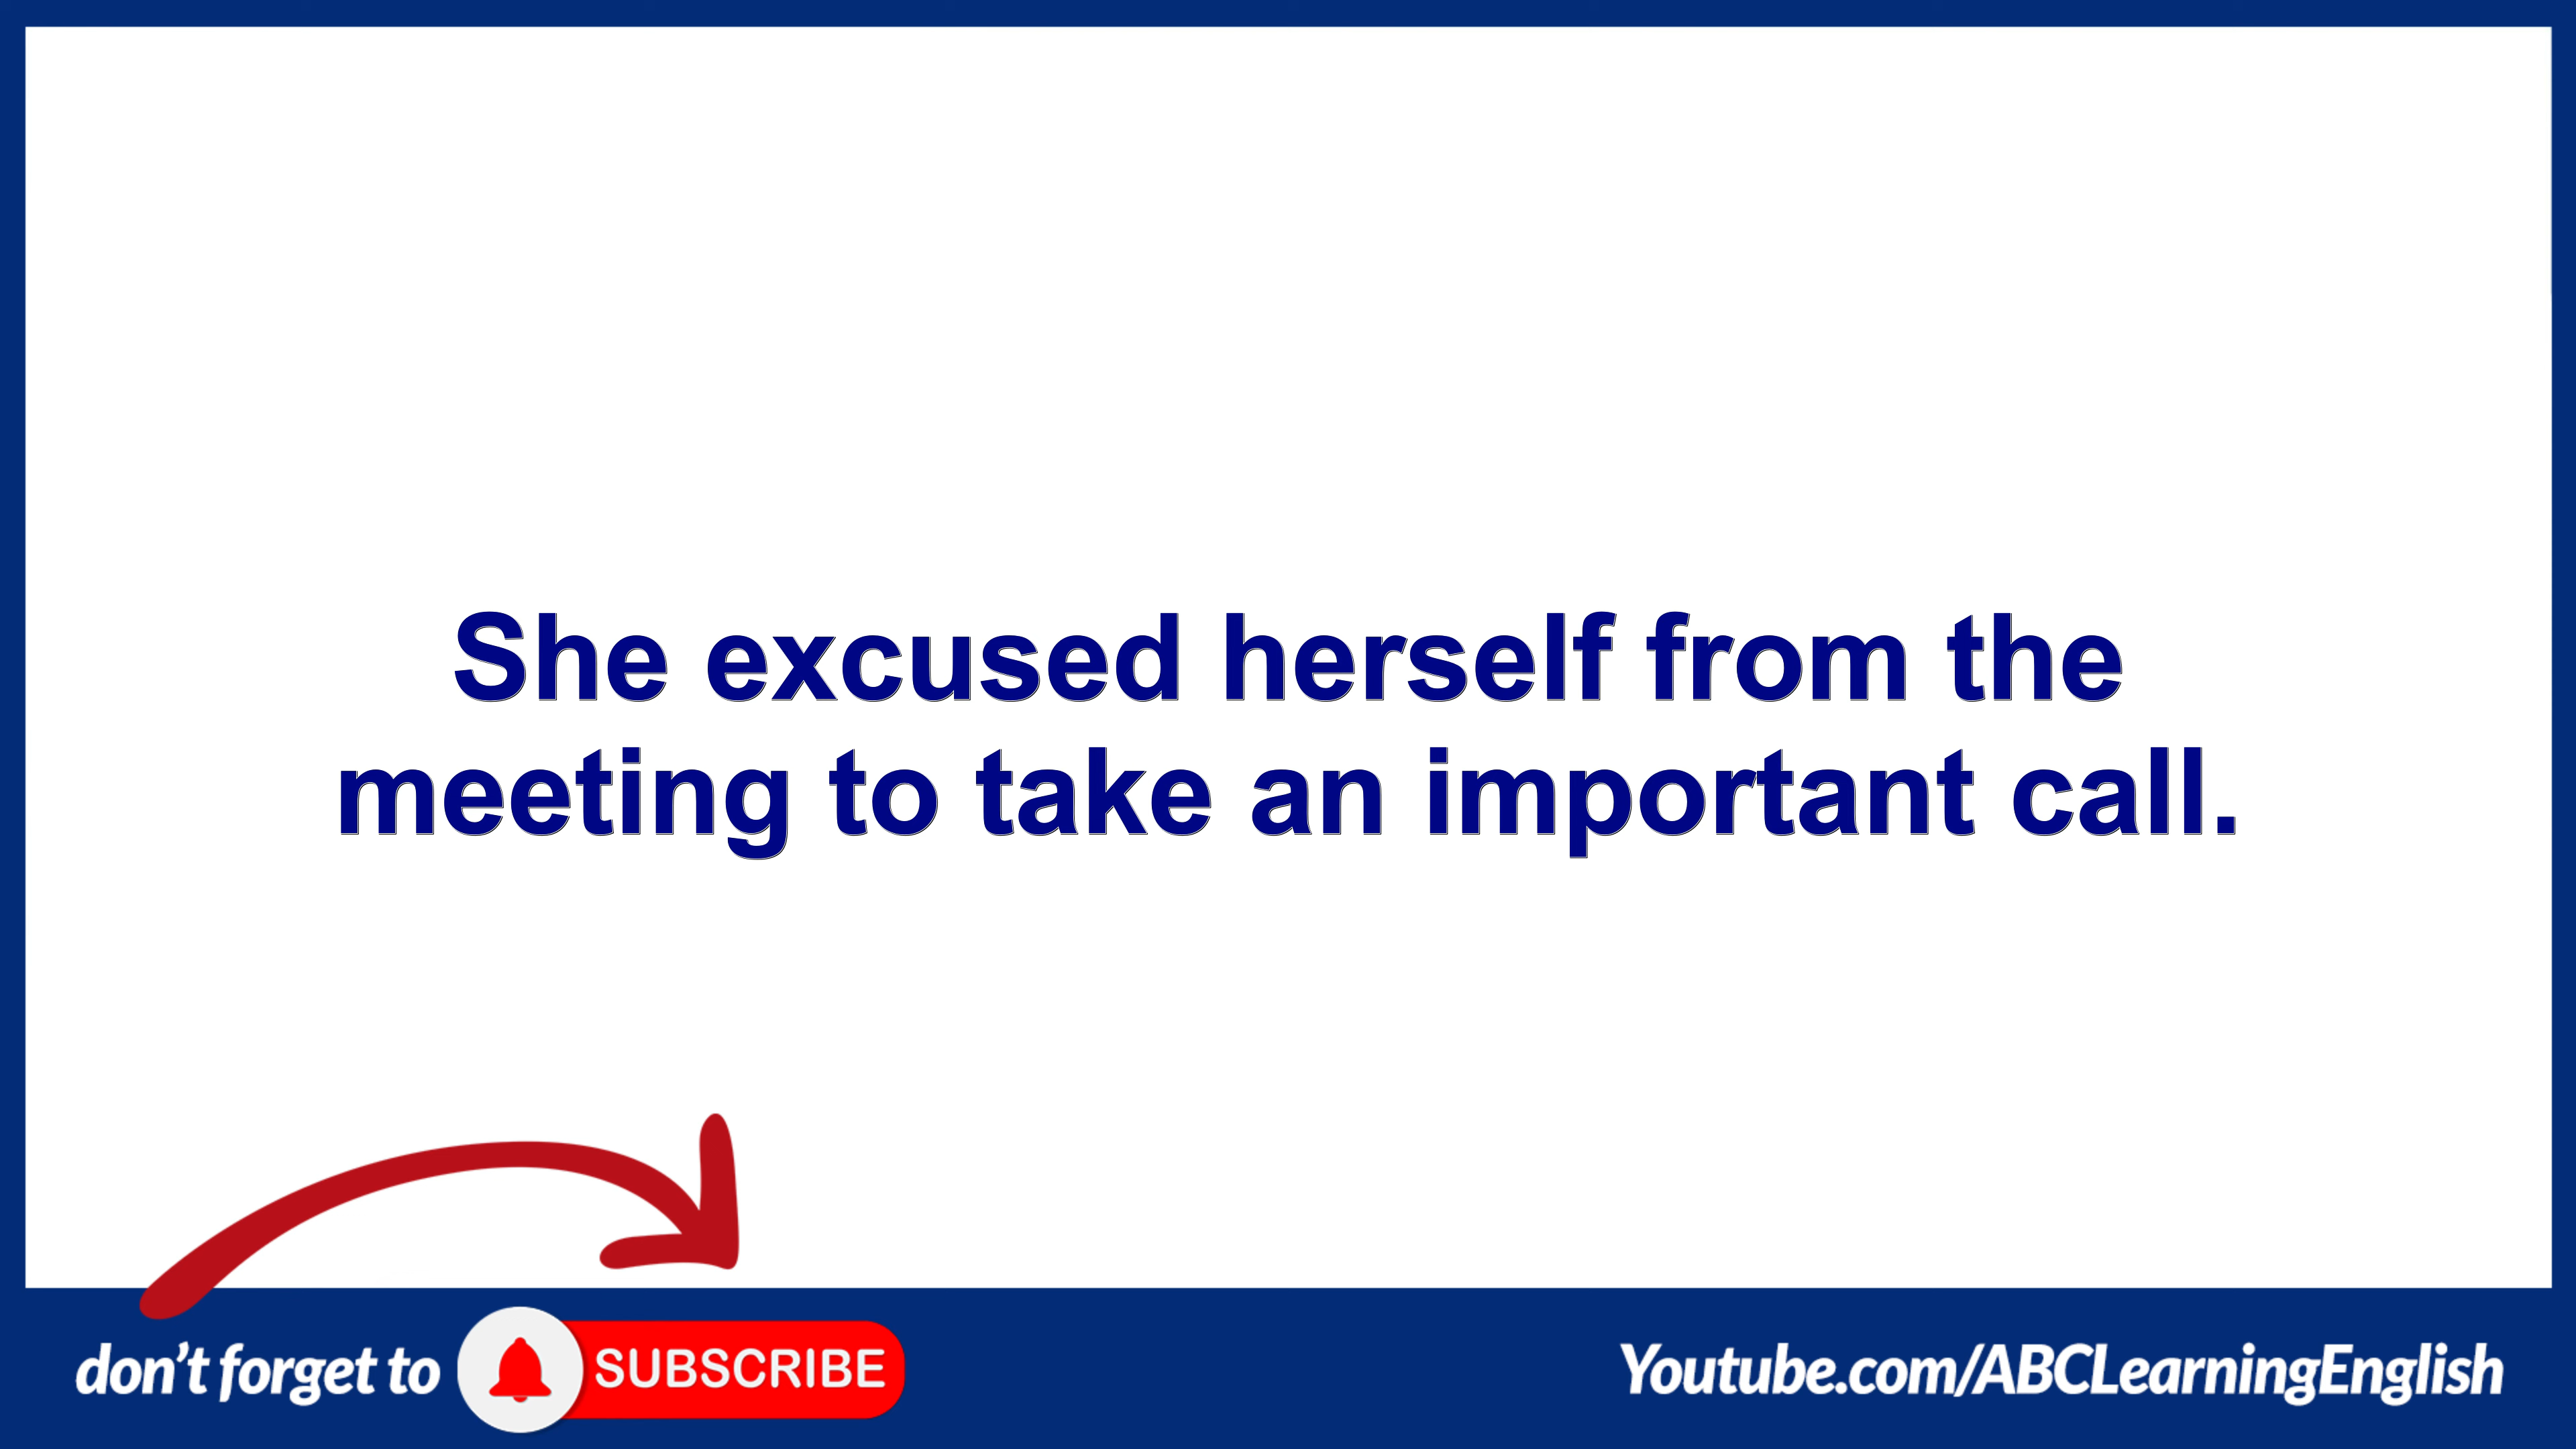 She excused herself from the
meeting to take an important call.
don't forget to SUBSCRIBE
Youtube.com/ABCLearningEnglish